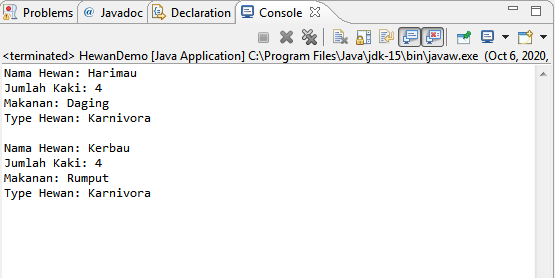 Problems @ Javadoc Declaration Console
<terminated> HewanDemo [Java Application] C:\Program Files\Java\jdk-15\bin\javaw.exe (Oct 6, 2020,
Nama Hewan: Harimau
Jumlah Kaki: 4
Makanan: Daging
Type Hewan: Karnivora
Nama Hewan: Kerbau
Jumlah Kaki: 4
Makanan: Rumput
Type Hewan: Karnivora